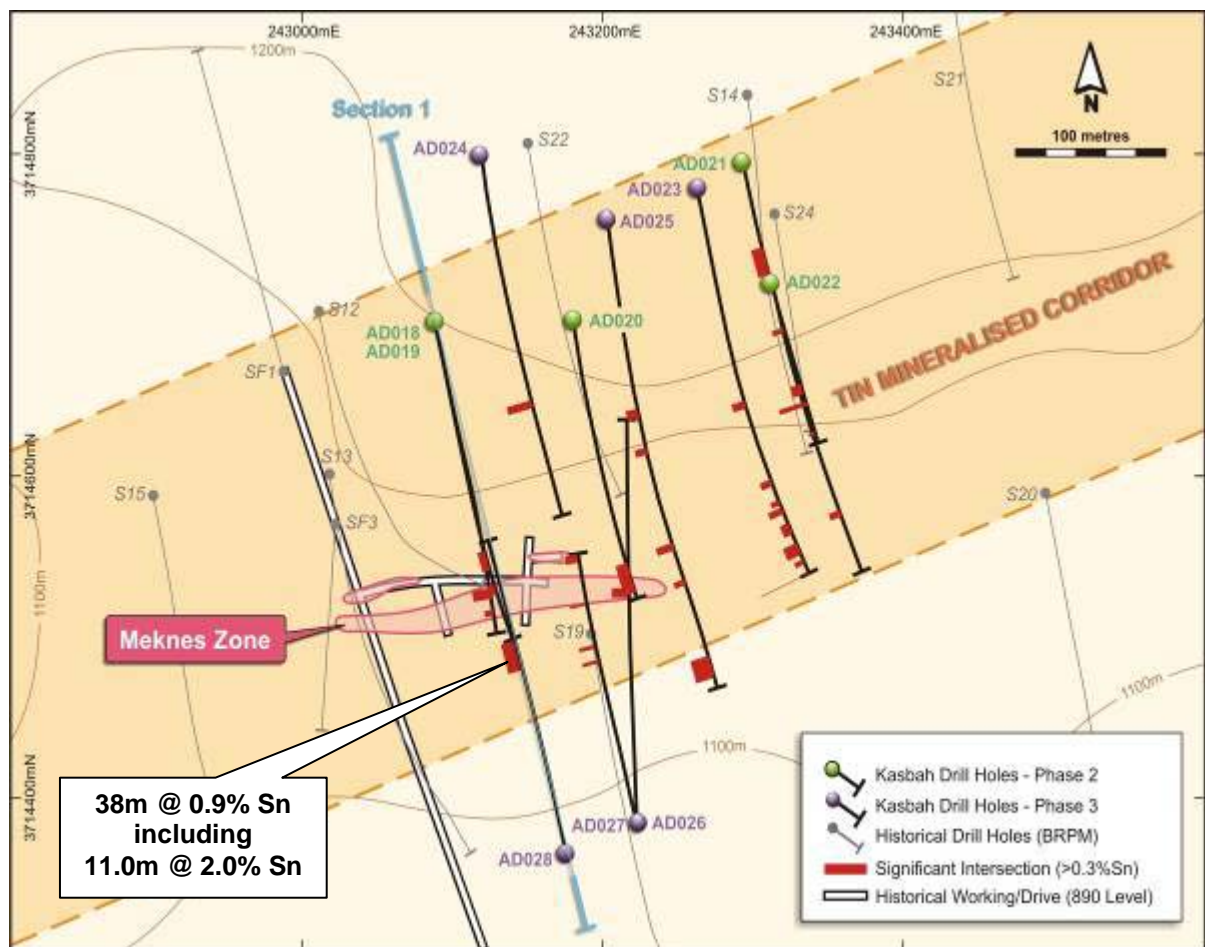 243000mE
243200mE
243400mE
1200m
S21
S14
N
100 metres
Section 1
3714800mN
AD024
S22
AD021
AD023
AD025
S24
AD022
S12
AD018
AD019
AD020
TIN MINERALISED CORRIDOR
SF1
S13
S15
3714600mN
SF3
S20
1100m
Meknes Zone
S19
1100m
1100m
3714400mN
38m @ 0.9% Sn
including
11.0m @ 2.0% Sn
AD027
AD026
AD028
Kasbah Drill Holes - Phase 2
Kasbah Drill Holes - Phase 3
Historical Drill Holes (BRPM)
Significant Intersection (>0.3%Sn)
Historical Working/Drive (890 Level)